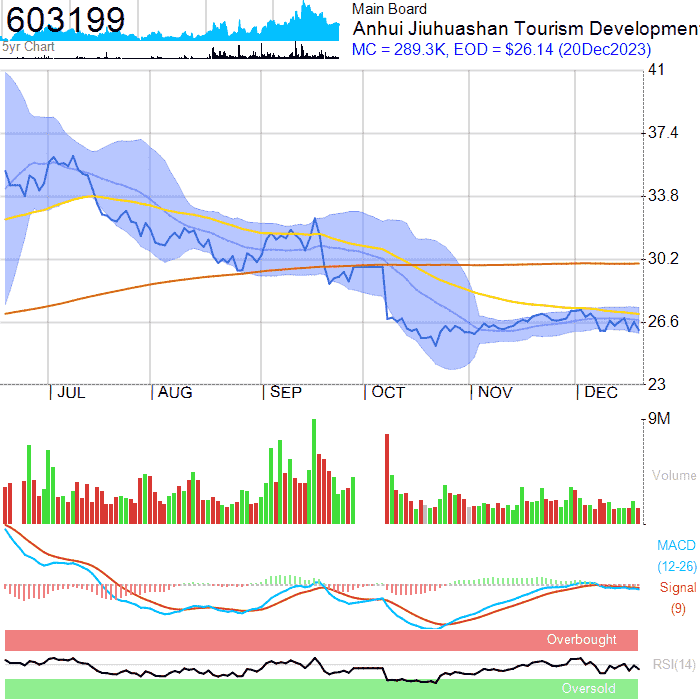 603199
5yr Chart
Main Board
Anhui Jiuhuashan Tourism Development
MC = 289.3K, EOD = $26.14 (20Dec2023)
41
37.4
33.8
30.2
26.6
23
JUL AUG SEP OCT NOV DEC
9M
Volume
MACD
(12-26)
Signal
(9)
Overbought
RSI(14)
Oversold